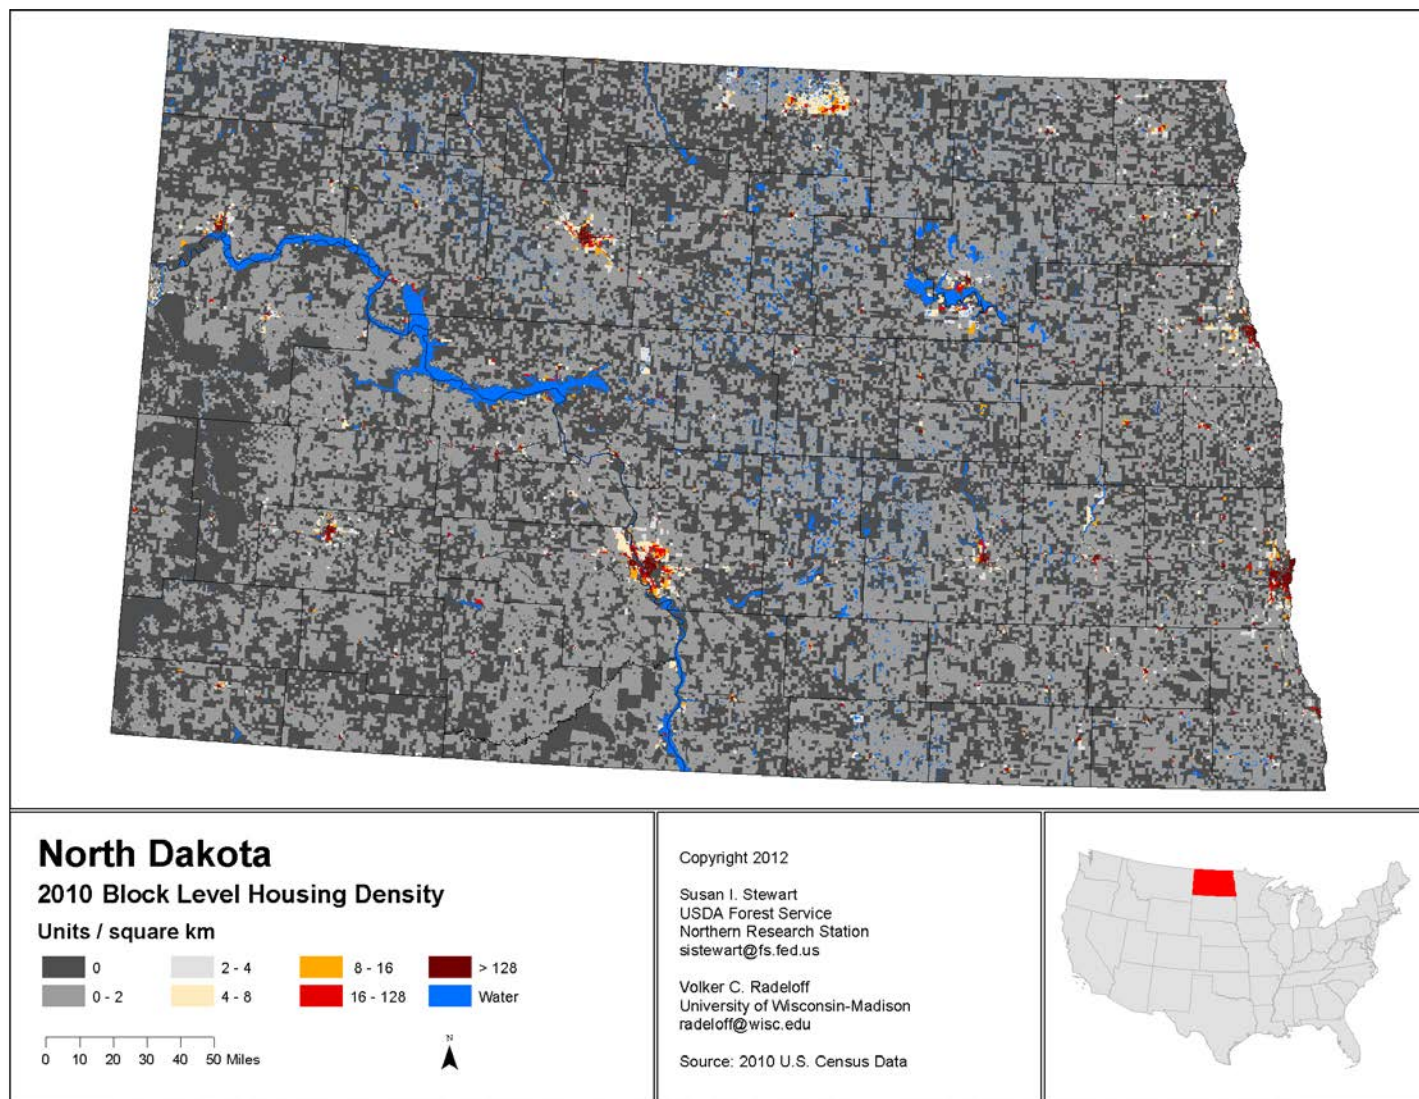 North Dakota
2010 Block Level Housing Density
Units / square km
0
2 - 4
8 - 16
> 128
0 - 2
4 - 8
16 - 128
Water
0 10 20 30 40 50 Miles
N
Copyright 2012
Susan I. Stewart
USDA Forest Service
Northern Research Station
sistewart@fs.fed.us
Volker C. Radeloff
University of Wisconsin-Madison
radeloff@wisc.edu
Source: 2010 U.S. Census Data